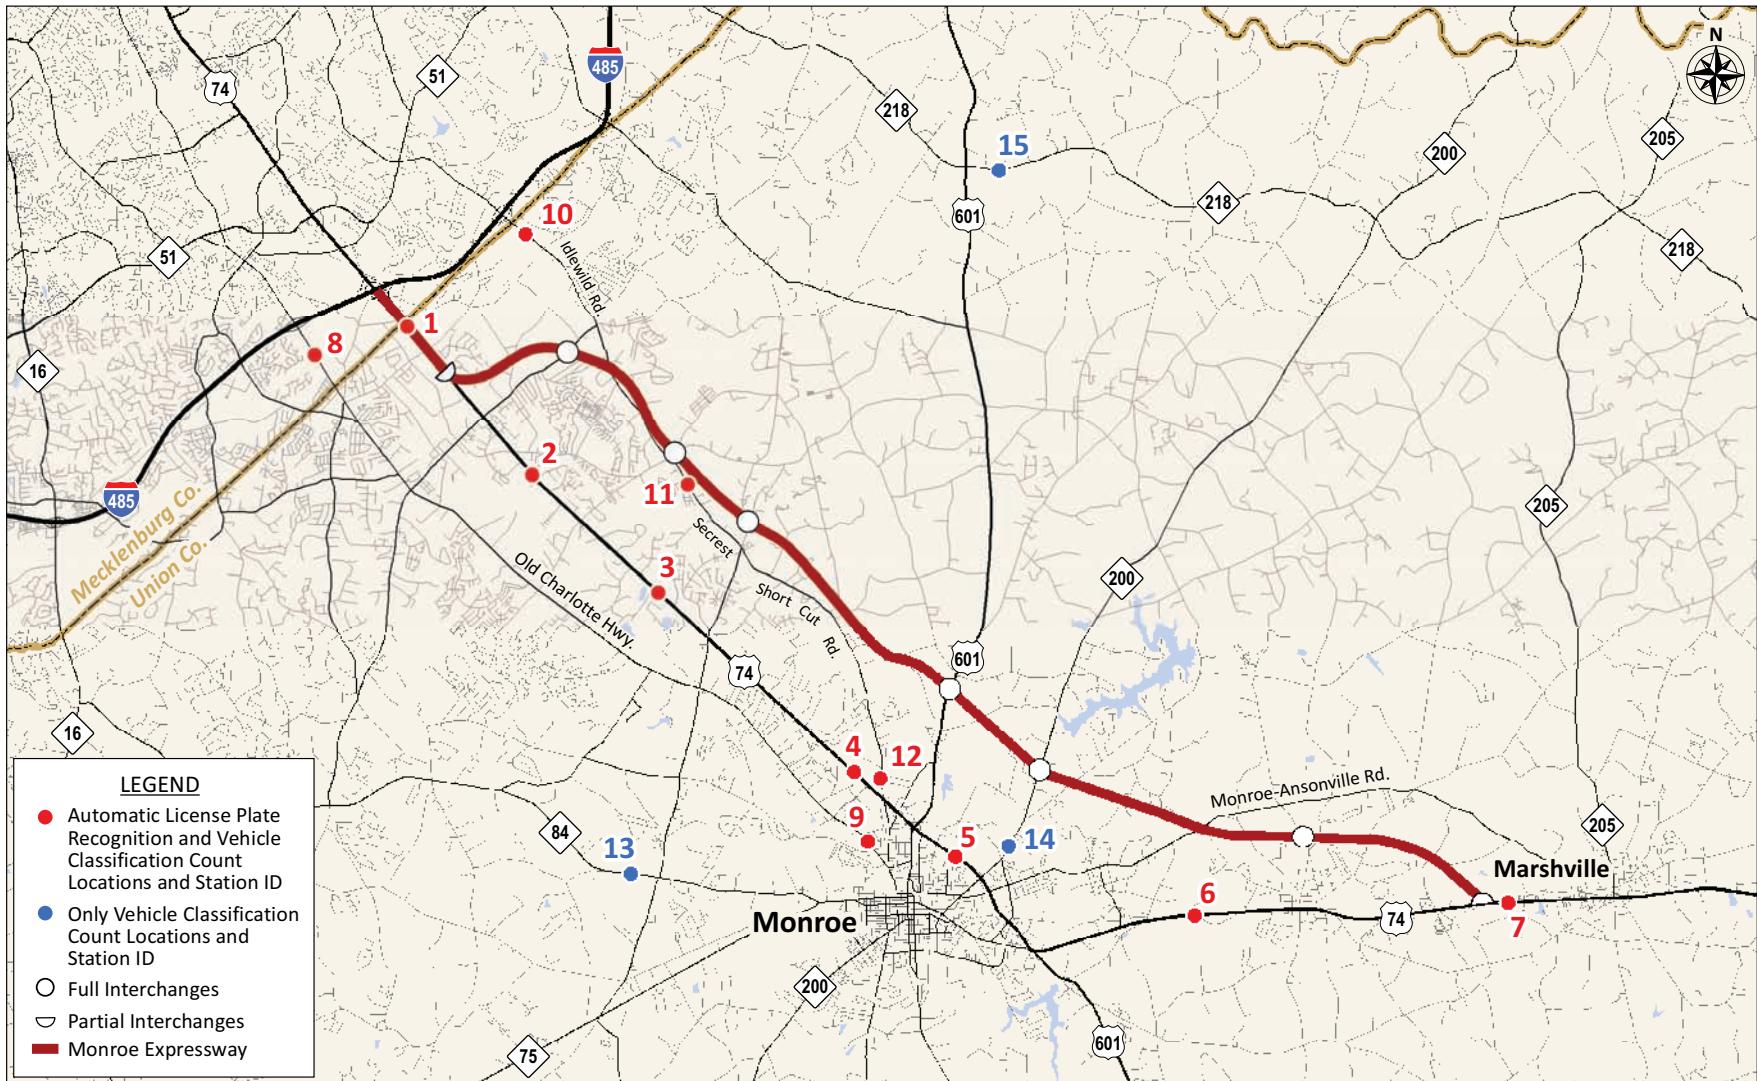 N
74
51
485
218
205
200
15
10
601
218
51
218
Idlewild Rd.
1
8
16
2
11
485
205
Mecklenburg Co.
Union Co.
Secrest
Old Charlotte Hwy.
3
200
Short Cut Rd.
601
74
16
4
12
Monroe-Ansonville Rd.
205
84
9
13
5
14
Marshville
6
Monroe
74
7
200
601
75
LEGEND
Automatic License Plate
Recognition and Vehicle
Classification Count
Locations and Station ID
Only Vehicle Classification
Count Locations and
Station ID
Full Interchanges
Partial Interchanges
Monroe Expressway